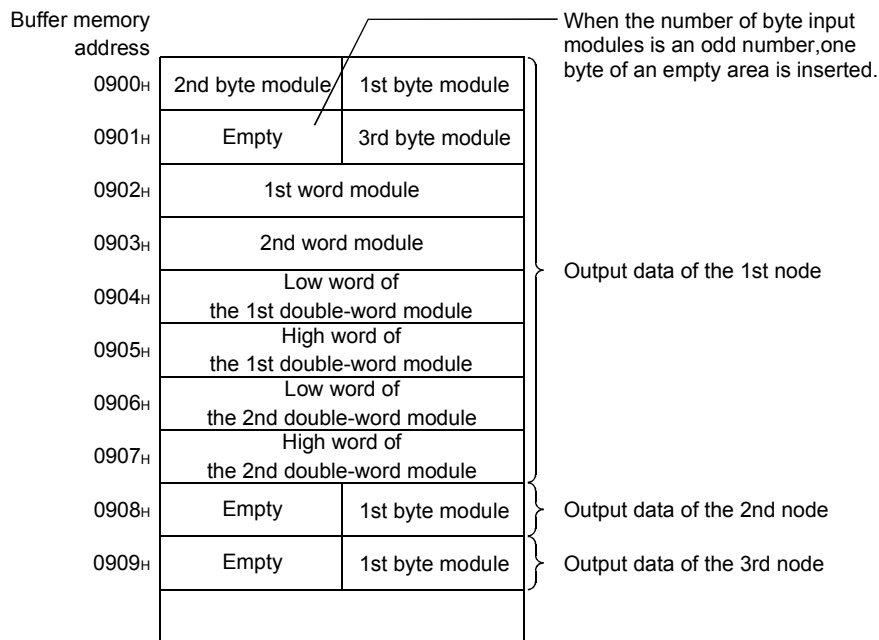 Buffer memory
address
When the number of byte input
modules is an odd number,one
byte of an empty area is inserted.
0900H 2nd byte module 1st byte module
0901H Empty 3rd byte module
0902H 1st word module
0903H 2nd word module
Output data of the 1st node
0904H Low word of
the 1st double-word module
0905H High word of
the 1st double-word module
0906H Low word of
the 2nd double-word module
0907H High word of
the 2nd double-word module
0908H Empty 1st byte module Output data of the 2nd node
0909H Empty 1st byte module Output data of the 3rd node